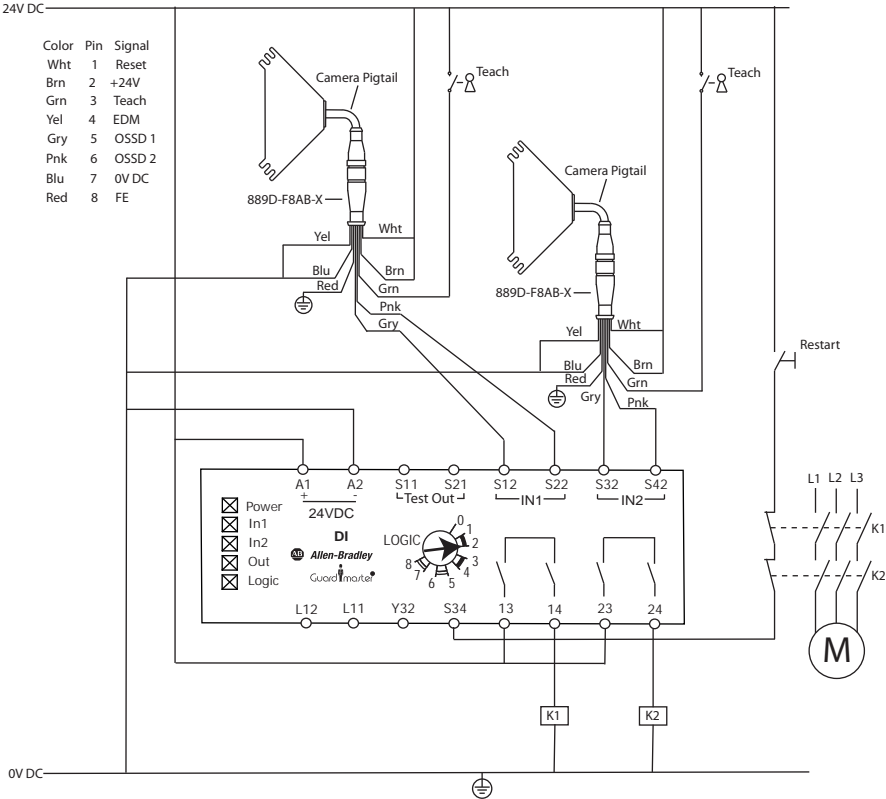 24V DC
Color Pin Signal
Wht 1 Reset
Brn 2 +24V
Grn 3 Teach
Yel 4 EDM
Gry 5 OSSD 1
Pnk 6 OSSD 2
Blu 7 0V DC
Red 8 FE
Camera Pigtail
Teach
889D-F8AB-X
Yel
Wht
Blu
Brn
Red
Grn
Pnk
Gry
Camera Pigtail
Teach
889D-F8AB-X
Yel
Wht
Blu
Brn
Red
Grn
Gry
Pnk
Restart
A1 A2 S11 S21 S12 S22 S32 S42
+ -
24VDC
Test Out
IN1
IN2
Power
In1
In2
Out
Logic
DI
AB Allen-Bradley
Guardmaster
LOGIC
0
1
2
3
4
5
6
7
8
L12 L11 Y32 S34 13 14 23 24
L1 L2 L3
K1
K2
M
K1
K2
0V DC